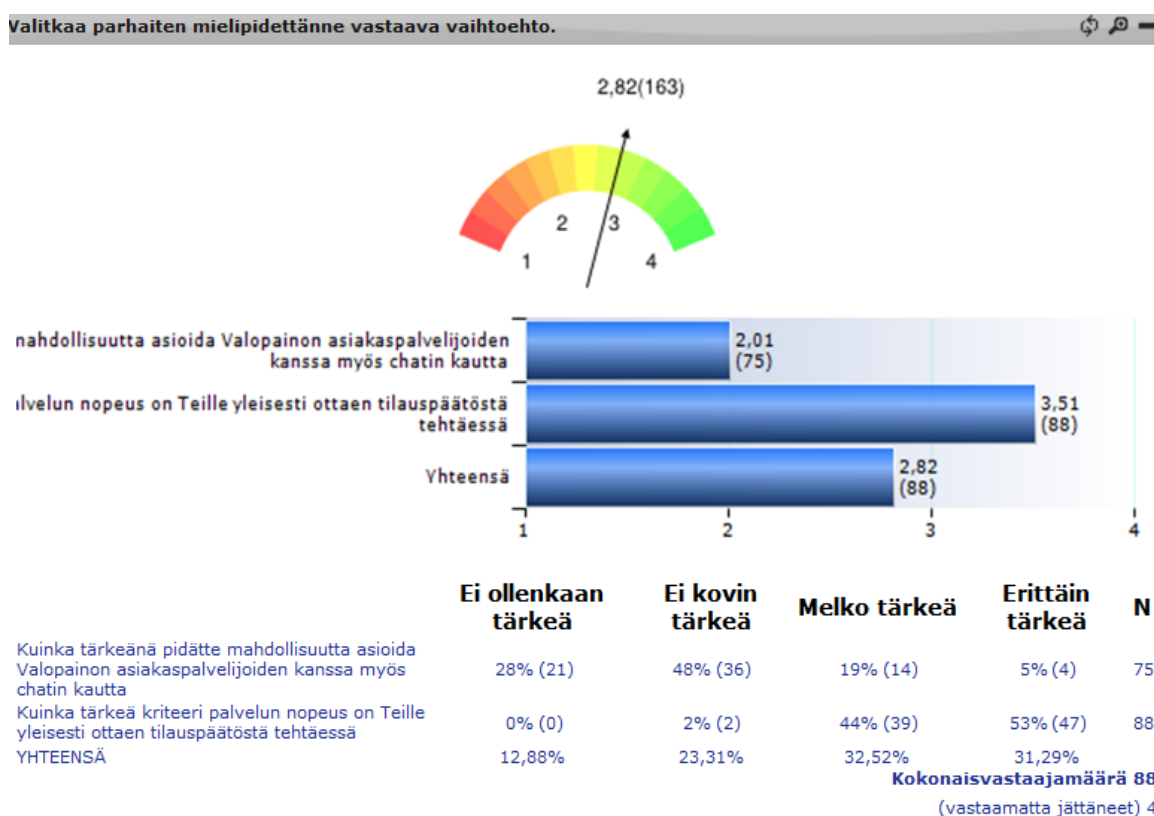 Valitkaa parhaiten mielipidettänne vastaava vaihtoehto.
2,82(163)
1
2
3
4
mahdollisuutta asioida Valopainon asiakaspalvelijoiden
kanssa myös chatin kautta
2,01
(75)
lvelun nopeus on Teille yleisesti ottaen tilauspäätöstä
tehtäessä
3,51
(88)
Yhteensä
2,82
(88)
1 2 3 4
Ei ollenkaan
tärkeä
Ei kovin
tärkeä
Melko tärkeä
Erittäin
tärkeä
N
Kuinka tärkeänä pidätte mahdollisuutta asioida
Valopainon asiakaspalvelijoiden kanssa myös
chatin kautta
28% (21) 48% (36) 19% (14) 5% (4) 75
Kuinka tärkeä kriteeri palvelun nopeus on Teille
yleisesti ottaen tilauspäätöstä tehtäessä
0% (0) 2% (2) 44% (39) 53% (47) 88
YHTEENSÄ 12,88% 23,31% 32,52% 31,29%
Kokonaisvastaajamäärä 88
(vastaamatta jättäneet) 4